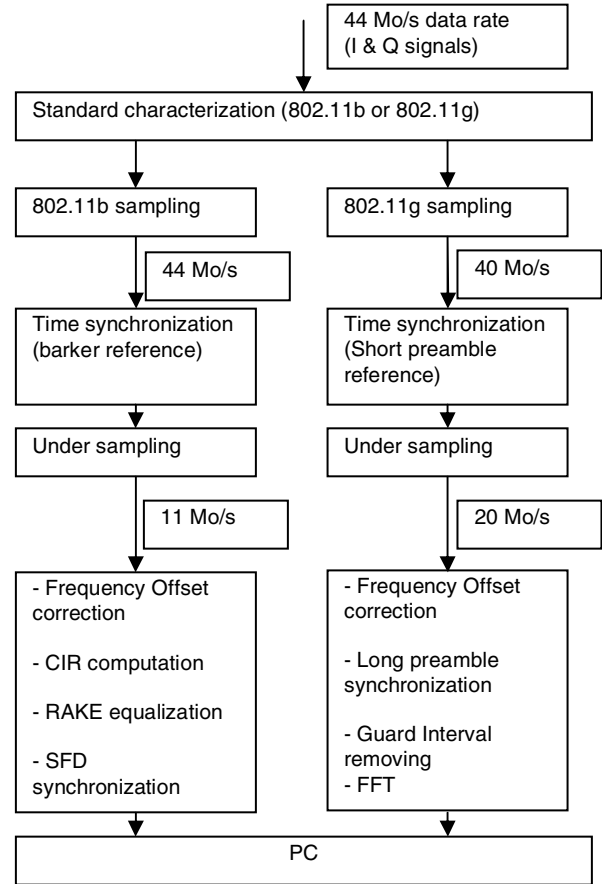 44 Mo/s data rate
(I & Q signals)
Standard characterization (802.11b or 802.11g)
802.11b sampling
802.11g sampling
44 Mo/s
40 Mo/s
Time synchronization
(barker reference)
Time synchronization
(Short preamble
reference)
Under sampling
Under sampling
11 Mo/s
20 Mo/s
- Frequency Offset
correction
- CIR computation
- RAKE equalization
- SFD
synchronization
- Frequency Offset
correction
- Long preamble
synchronization
- Guard Interval
removing
- FFT
PC